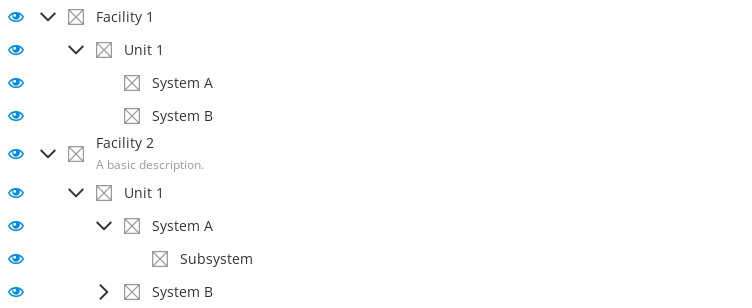 Facility 1
Unit 1
System A
System B
Facility 2
A basic description.
Unit 1
System A
Subsystem
System B